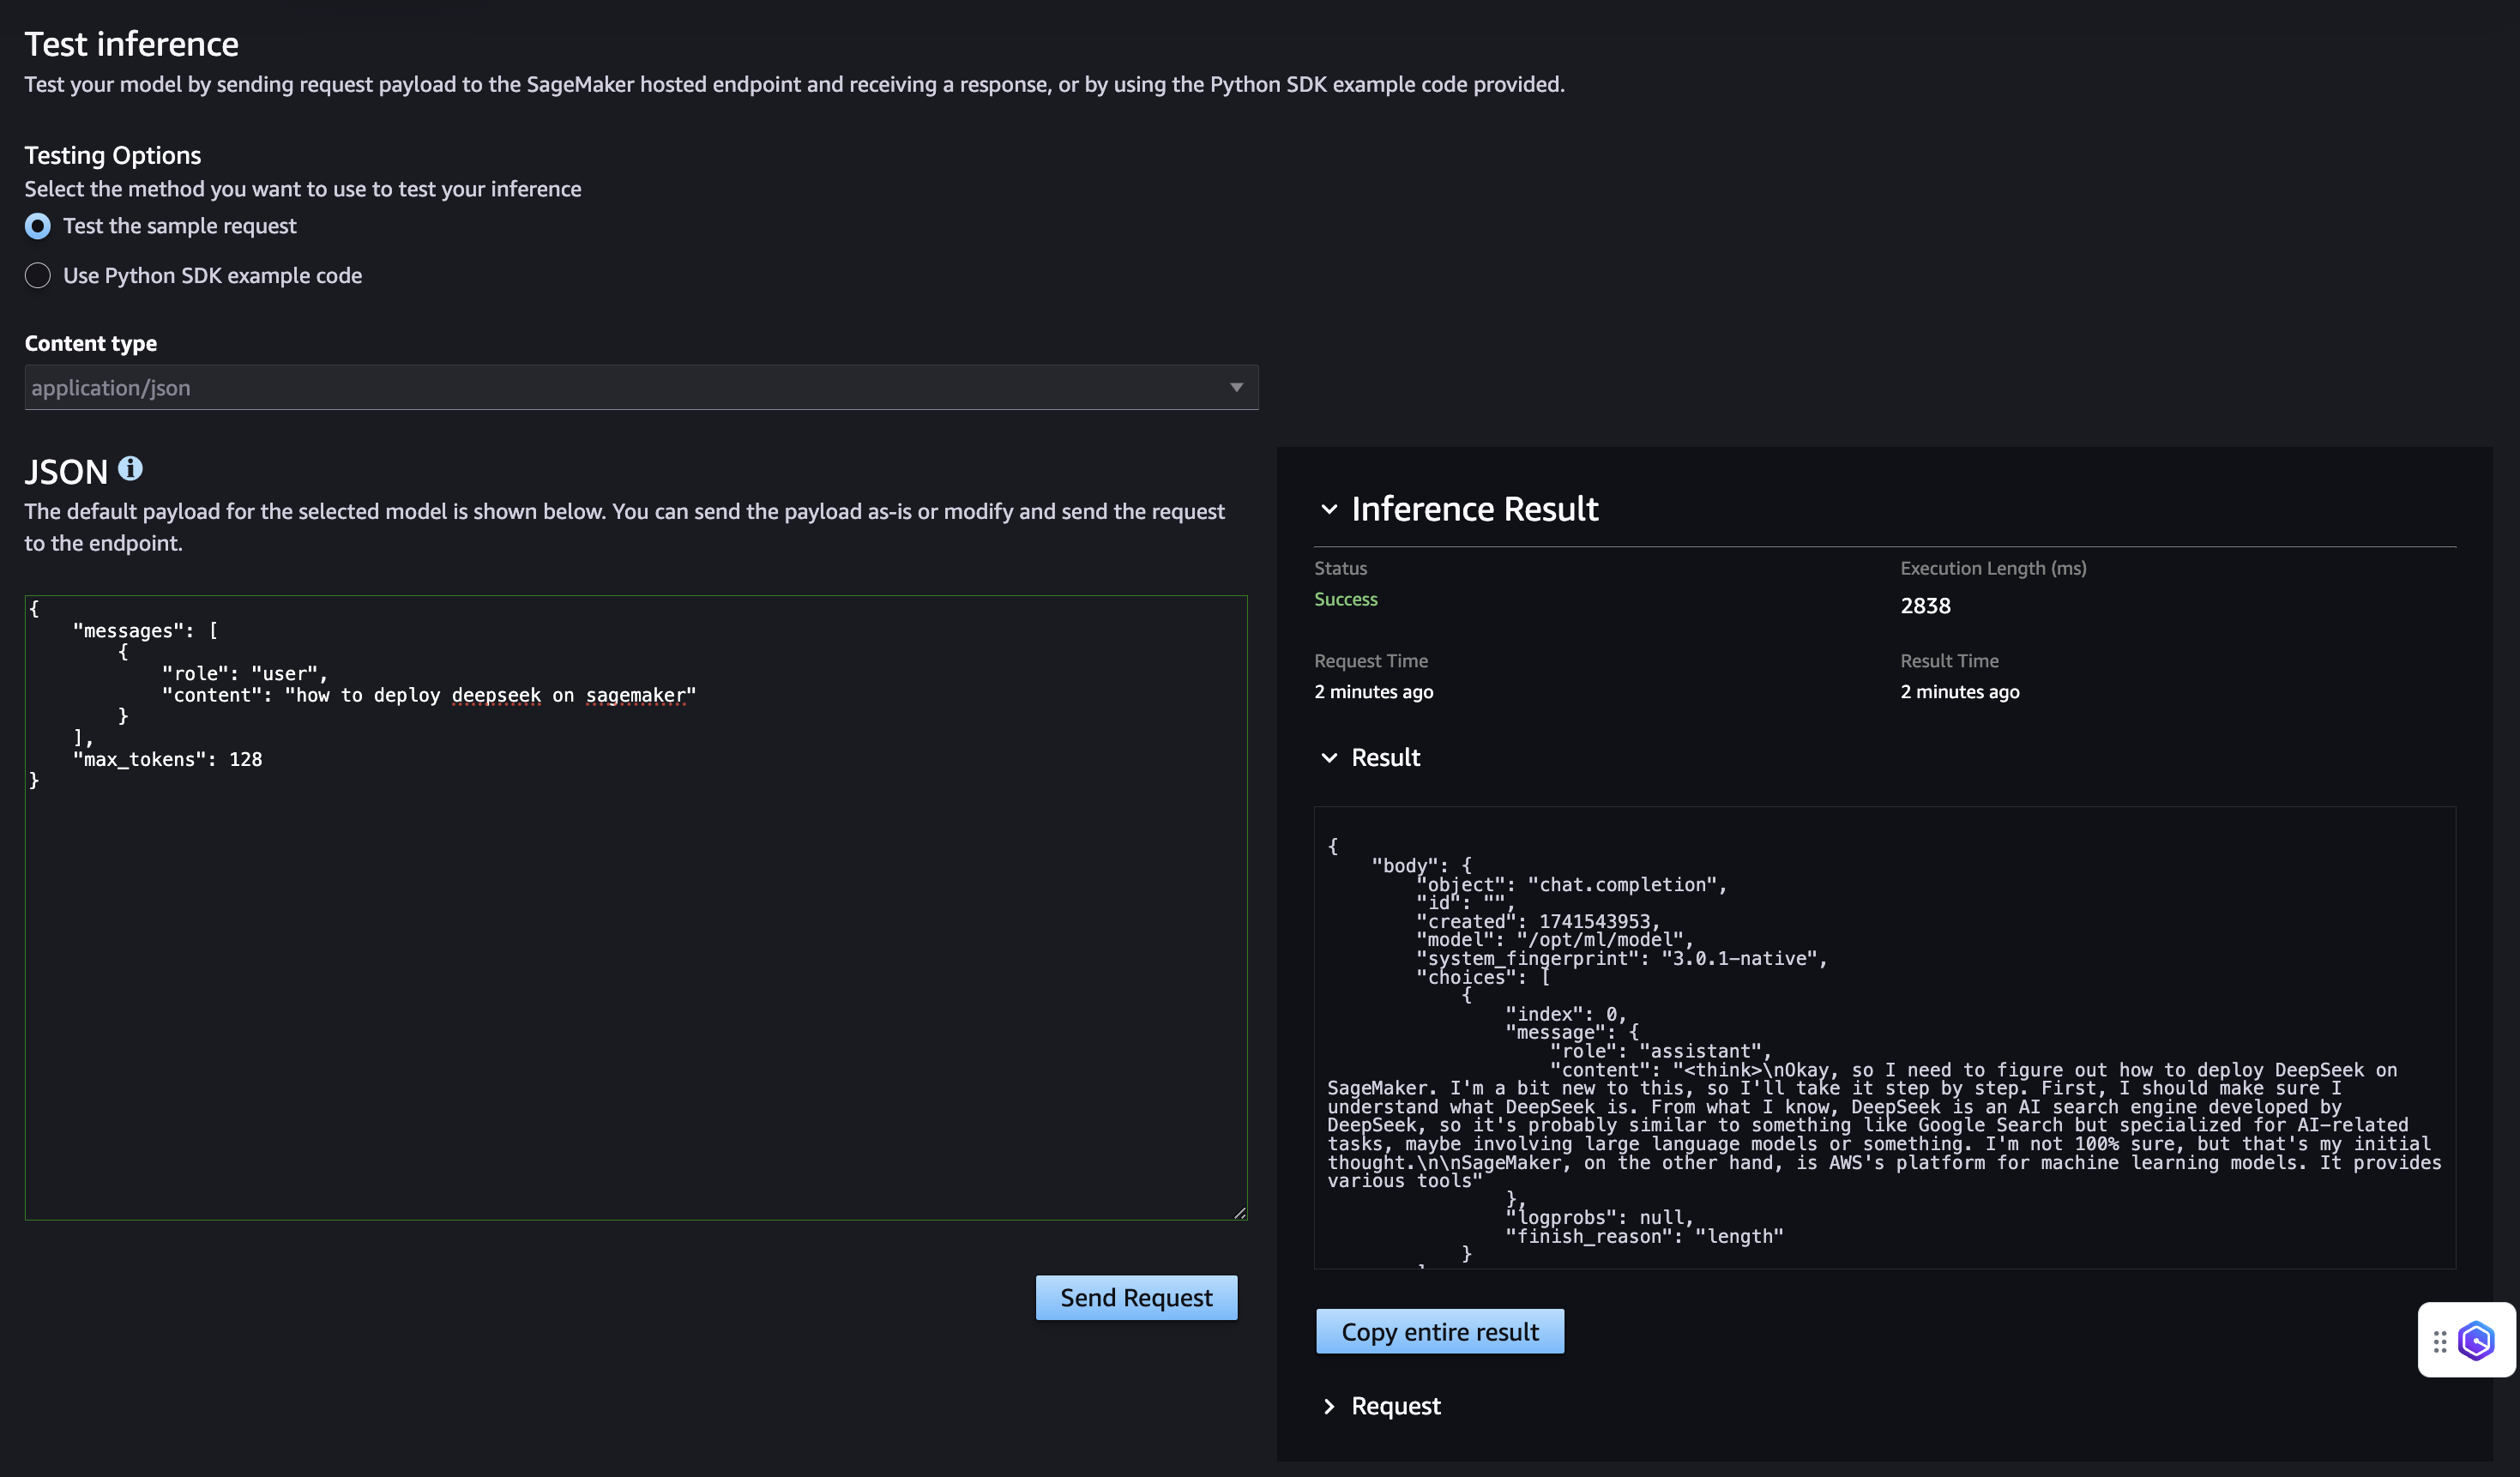 Test inference
Test your model by sending request payload to the SageMaker hosted endpoint and receiving a response, or by using the Python SDK example code provided.
Testing Options
Select the method you want to use to test your inference
Test the sample request
Use Python SDK example code
Content type
application/json
JSON
The default payload for the selected model is shown below. You can send the payload as-is or modify and send the request
to the endpoint.
{
    "messages": [
        {
            "role": "user",
            "content": "how to deploy deepseek on sagemaker"
        }
    ],
    "max_tokens": 128
}
Send Request
Inference Result
Status
Success
Execution Length (ms)
2838
Request Time
2 minutes ago
Result Time
2 minutes ago
Result
{
    "body": {
        "object": "chat.completion",
        "id": "",
        "created": 1741543953,
        "model": "/opt/ml/model",
        "system_fingerprint": "3.0.1-native",
        "choices": [
            {
                "index": 0,
                "message": {
                    "role": "assistant",
                    "content": "<think>\nOkay, so I need to figure out how to deploy DeepSeek on
SageMaker. I'm a bit new to this, so I'll take it step by step. First, I should make sure I
understand what DeepSeek is. From what I know, DeepSeek is an AI search engine developed by
DeepSeek, so it's probably similar to something like Google Search but specialized for AI-related
tasks, maybe involving large language models or something. I'm not 100% sure, but that's my initial
thought.\n\nSageMaker, on the other hand, is AWS's platform for machine learning models. It provides
various tools"
                },
                "logprobs": null,
                "finish_reason": "length"
            }
Copy entire result
Request